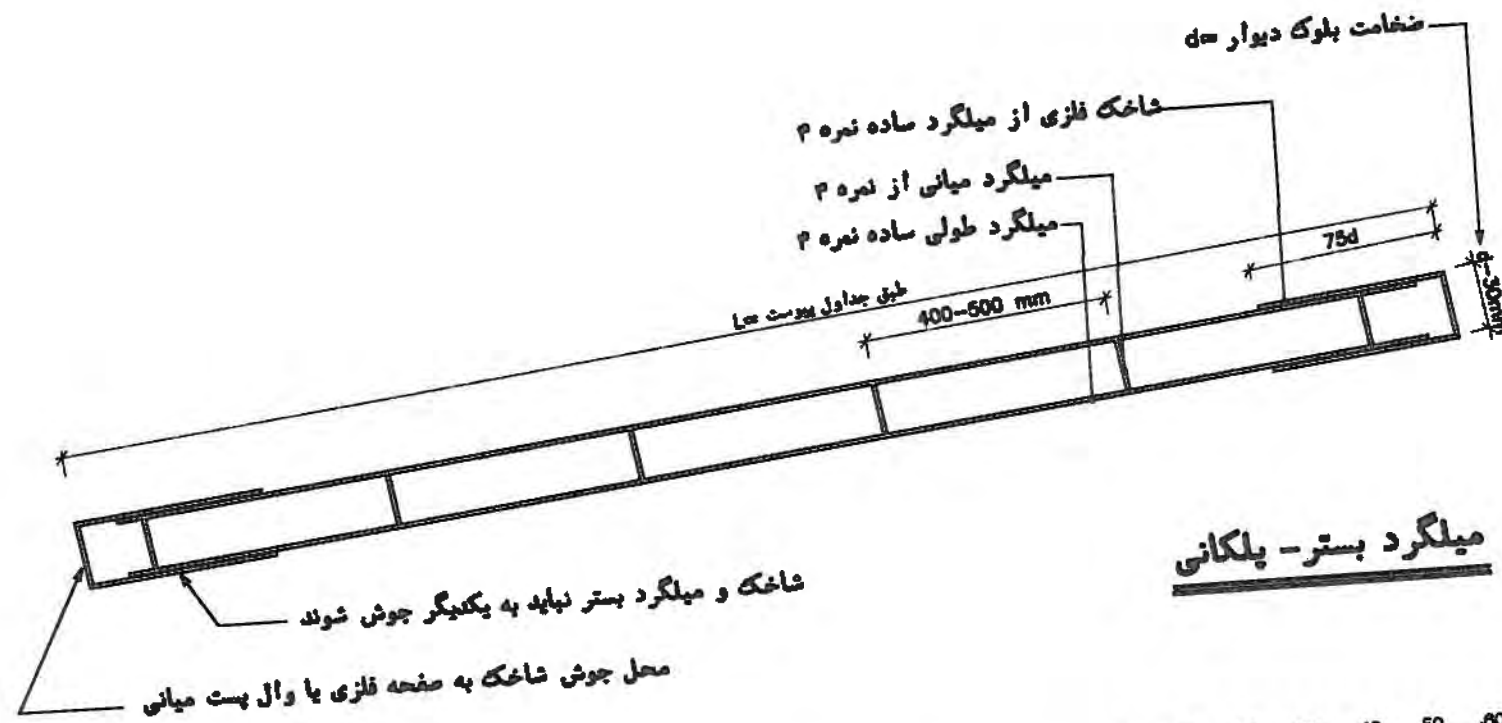 ضخامت بلوک دیوار =d
شاخک فلزی از میلگرد ساده نمره ۴
میلگرد میانی از نمره ۴
میلگرد طولی ساده نمره ۴
75d
d-30mm
طبق جداول پیوست =L
400-500 mm
میلگرد بستر - پلکانی
شاخک و میلگرد بستر نباید به یکدیگر جوش شوند
محل جوش شاخک به صفحه فلزی یا وال پست میانی
50